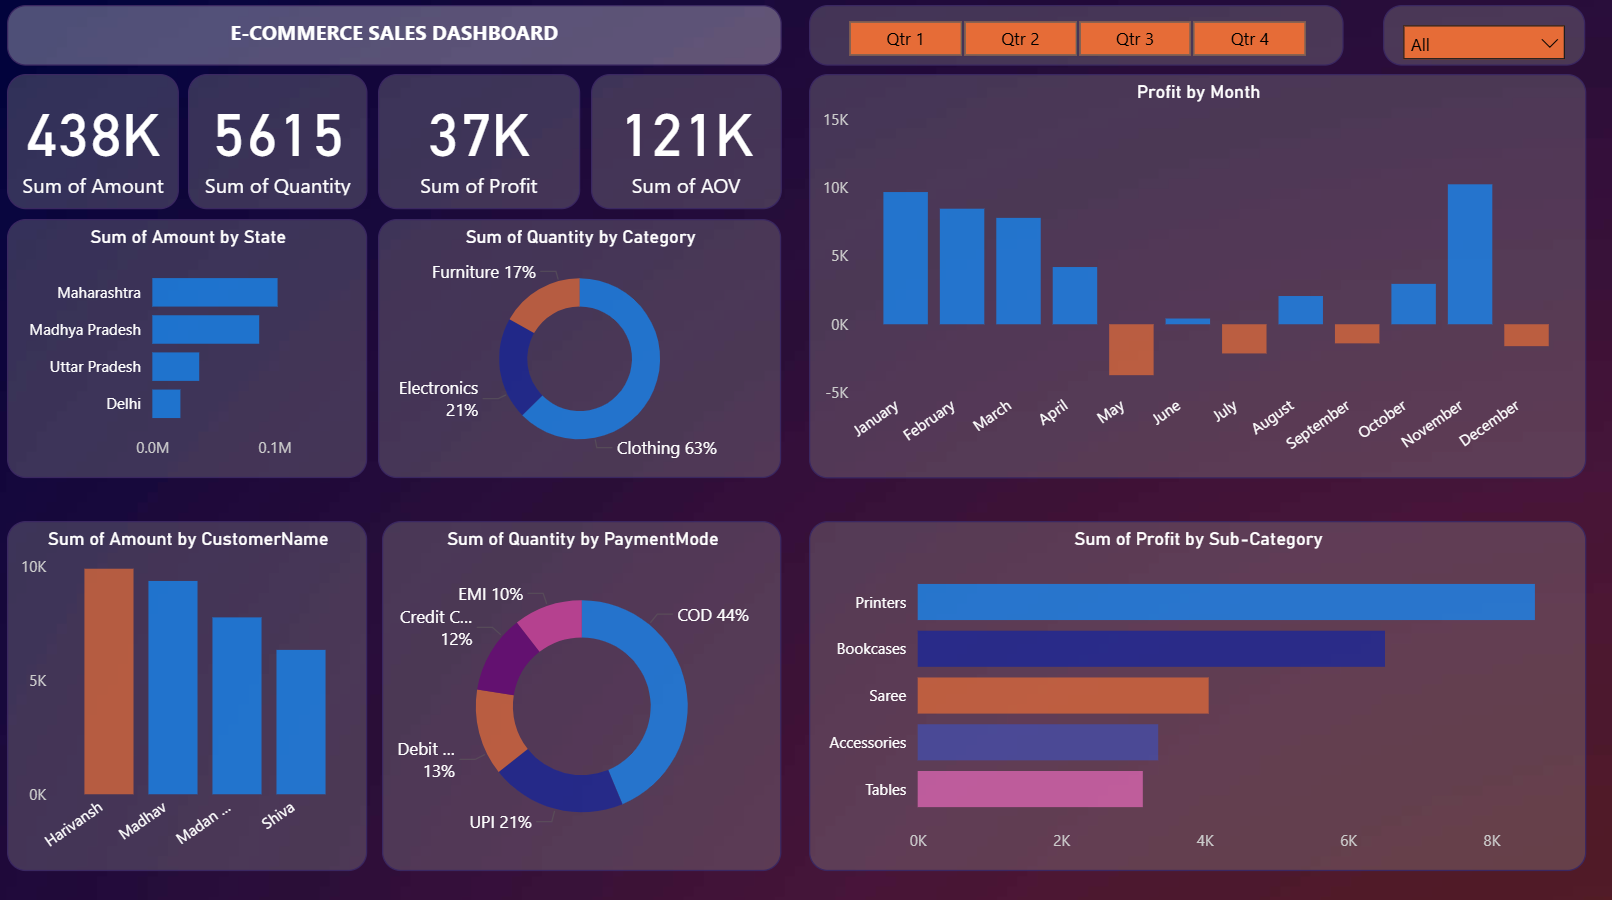 E-COMMERCE SALES DASHBOARD
Qtr 1
Qtr 2
Qtr 3
Qtr 4
All
438K
Sum of Amount
5615
Sum of Quantity
37K
Sum of Profit
121K
Sum of AOV
Sum of Amount by State
Maharashtra
Madhya Pradesh
Uttar Pradesh
Delhi
0.0M
0.1M
Sum of Quantity by Category
Furniture 17%
Electronics
21%
Clothing 63%
Profit by Month
15K
10K
5K
0K
-5K
January
February
March
April
May
June
July
August
September
October
November
December
Sum of Amount by CustomerName
10K
5K
0K
Harivansh
Madhav
Madan ...
Shiva
Sum of Quantity by PaymentMode
EMI 10%
Credit C...
12%
COD 44%
Debit ...
13%
UPI 21%
Sum of Profit by Sub-Category
Printers
Bookcases
Saree
Accessories
Tables
0K
2K
4K
6K
8K